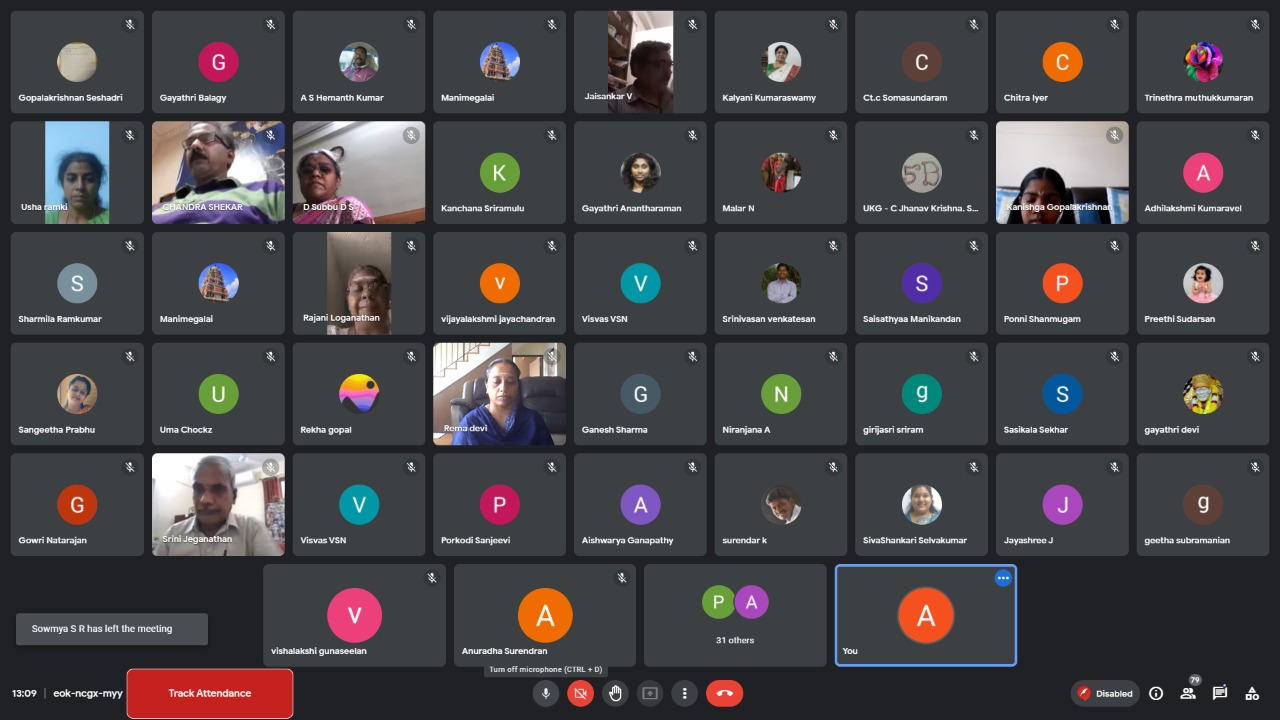 Gopalakrishnan Seshadri
G
Gayathri Balagy
A S Hemanth Kumar
Manimegalai
Jaisankar V
Kalyani Kumaraswamy
C
Ct.c Somasundaram
C
Chitra Iyer
Trinethra muthukkumaran
Usha ramki
CHANDRA SHEKAR
D Subbu D S
K
Kanchana Sriramulu
Gayathri Anantharaman
Malar N
5B
UKG - C Jhanav Krishna. S...
Kanishga Gopalakrishnan
A
Adhilakshmi Kumaravel
S
Sharmila Ramkumar
Manimegalai
Rajani Loganathan
v
vijayalakshmi jayachandran
V
Visvas VSN
Srinivasan venkatesan
S
Saisathyaa Manikandan
P
Ponni Shanmugam
Preethi Sudarsan
Sangeetha Prabhu
U
Uma Chockz
Rekha gopal
Rema devi
G
Ganesh Sharma
N
Niranjana A
g
girijasri sriram
S
Sasikala Sekhar
gayathri devi
G
Gowri Natarajan
Srini Jeganathan
V
Visvas VSN
P
Porkodi Sanjeevi
A
Aishwarya Ganapathy
surendar k
SivaShankari Selvakumar
J
Jayashree J
g
geetha subramanian
v
vishalakshi gunaseelan
A
Anuradha Surendran
P A
31 others
A
You
Sowmya S R has left the meeting
Turn off microphone (CTRL + D)
13:09 | eok-ncgx-myy
Track Attendance
Disabled
79